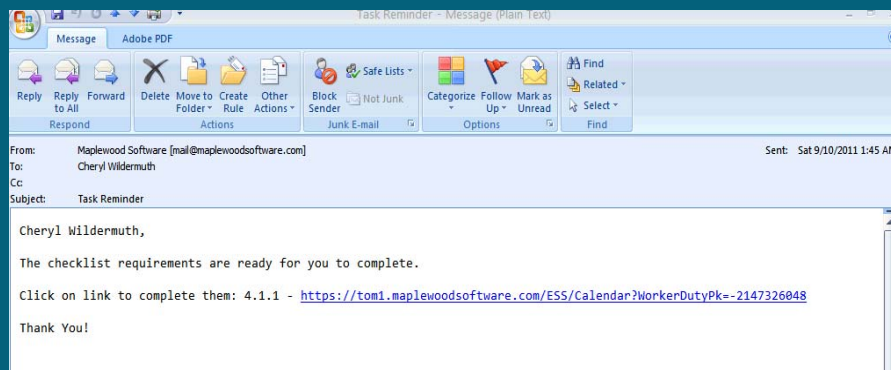 Task Reminder - Message (Plain Text)
Message Adobe PDF
Reply Reply to All Forward Delete Move to Folder Create Rule Other Actions Block Sender Safe Lists Not Junk Categorize Follow Up Mark as Unread Find Related Select
Respond Actions Junk E-mail Options Find
From: Maplewood Software [mail@maplewoodsoftware.com] Sent: Sat 9/10/2011 1:45 AM
To: Cheryl Wildermuth
Cc:
Subject: Task Reminder
Cheryl Wildermuth,
The checklist requirements are ready for you to complete.
Click on link to complete them: 4.1.1 - https://tom1.maplewoodsoftware.com/ESS/Calendar?WorkerDutyPk=-2147326048
Thank You!